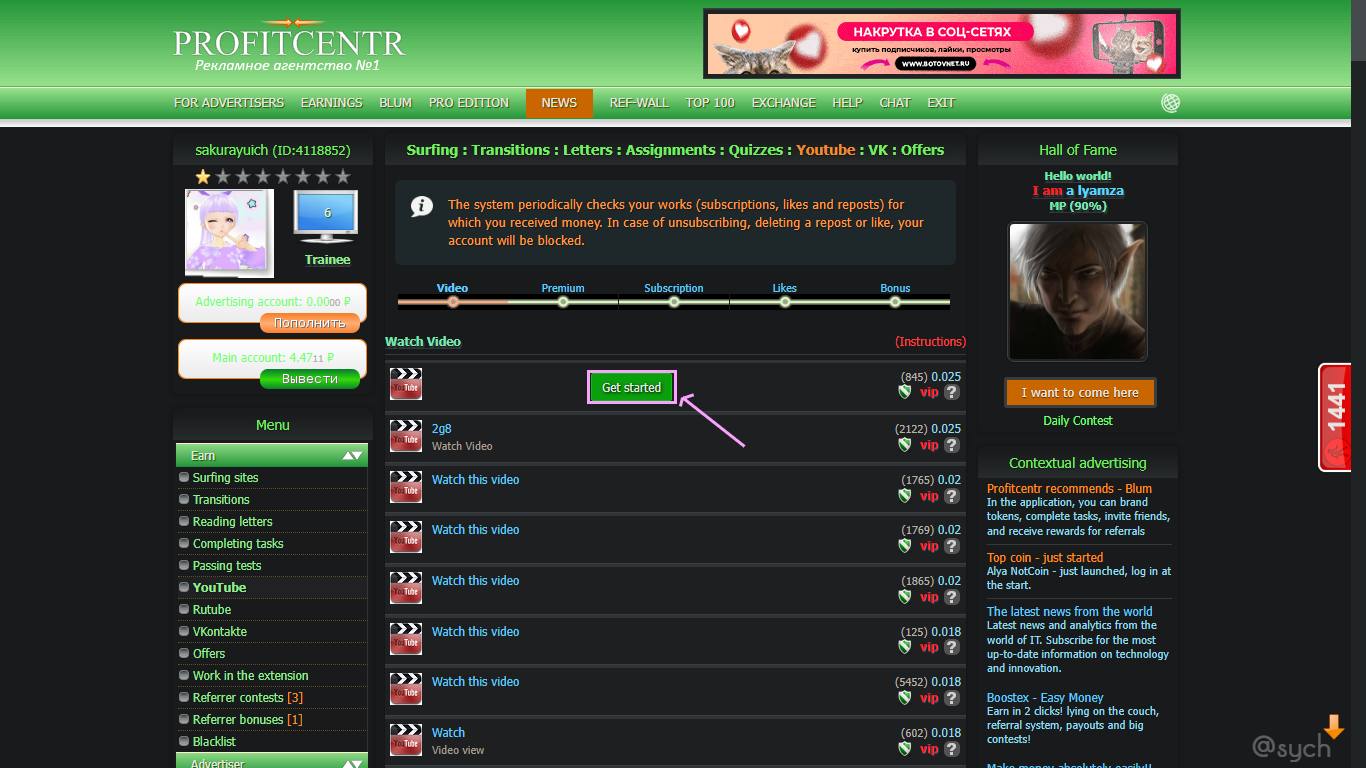 PROFITCENTR
Рекламное агентство №1
НАКРУТКА В СОЦ-СЕТЯХ
купить подписчиков, лайки, просмотры
WWW.BOTOVNET.RU
FOR ADVERTISERS EARNINGS BLUM PRO EDITION NEWS REF-WALL TOP 100 EXCHANGE HELP CHAT EXIT
sakurayuich (ID:4118852)
6
Trainee
Advertising account: 0.0000 ₽
Пополнить
Main account: 4.4711 ₽
Вывести
Menu
Earn
Surfing sites
Transitions
Reading letters
Completing tasks
Passing tests
YouTube
Rutube
VKontakte
Offers
Work in the extension
Referrer contests [3]
Referrer bonuses [1]
Blacklist
Advertiser
Surfing : Transitions : Letters : Assignments : Quizzes : Youtube : VK : Offers
The system periodically checks your works (subscriptions, likes and reposts) for
which you received money. In case of unsubscribing, deleting a repost or like, your
account will be blocked.
Video Premium Subscription Likes Bonus
Watch Video (Instructions)
YouTube Get started (845) 0.025
vip ?
YouTube 2g8 (2122) 0.025
Watch Video vip ?
YouTube Watch this video (1765) 0.02
vip ?
YouTube Watch this video (1769) 0.02
vip ?
YouTube Watch this video (1865) 0.02
vip ?
YouTube Watch this video (125) 0.018
vip ?
YouTube Watch this video (5452) 0.018
vip ?
YouTube Watch (602) 0.018
Video view vip ?
Hall of Fame
Hello world!
I am a lyamza
MP (90%)
I want to come here
Daily Contest
Contextual advertising
Profitcentr recommends - Blum
In the application, you can brand
tokens, complete tasks, invite friends,
and receive rewards for referrals
Top coin - just started
Alya NotCoin - just launched, log in at
the start.
The latest news from the world
Latest news and analytics from the
world of IT. Subscribe for the most
up-to-date information on technology
and innovation.
Boostex - Easy Money
Earn in 2 clicks! lying on the couch,
referral system, payouts and big
contests!
Make money absolutely easily!!
1441
@sych